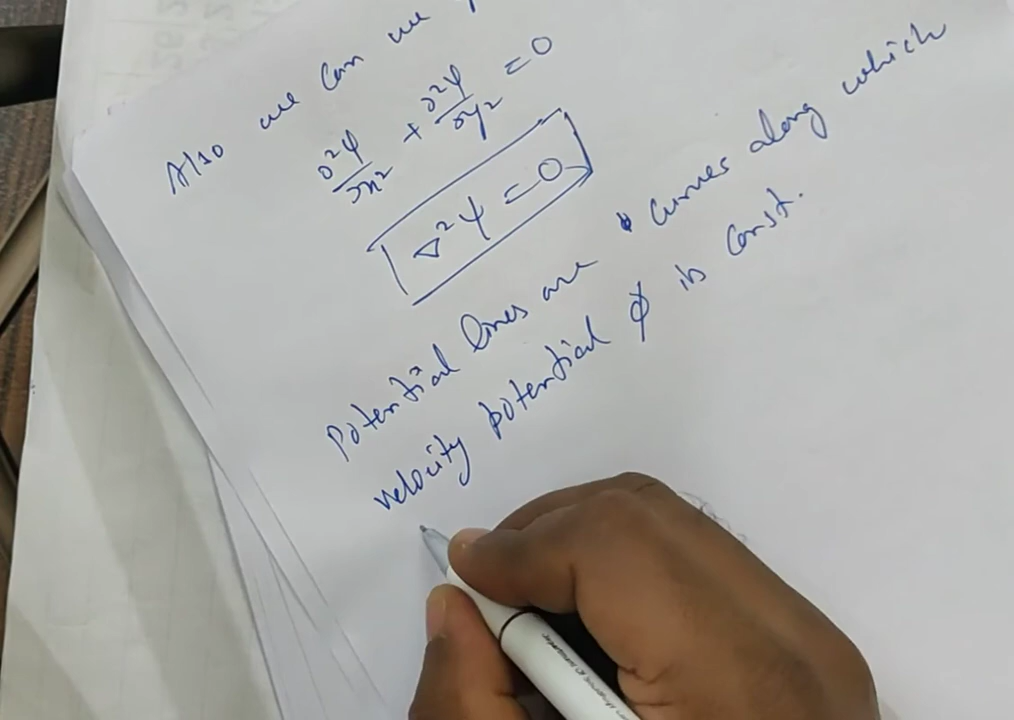 Also we can we
∂²ψ/∂x² + ∂²ψ/∂y² = 0
∇²ψ = 0
Potential lines are curves along which
velocity potential ϕ is const.